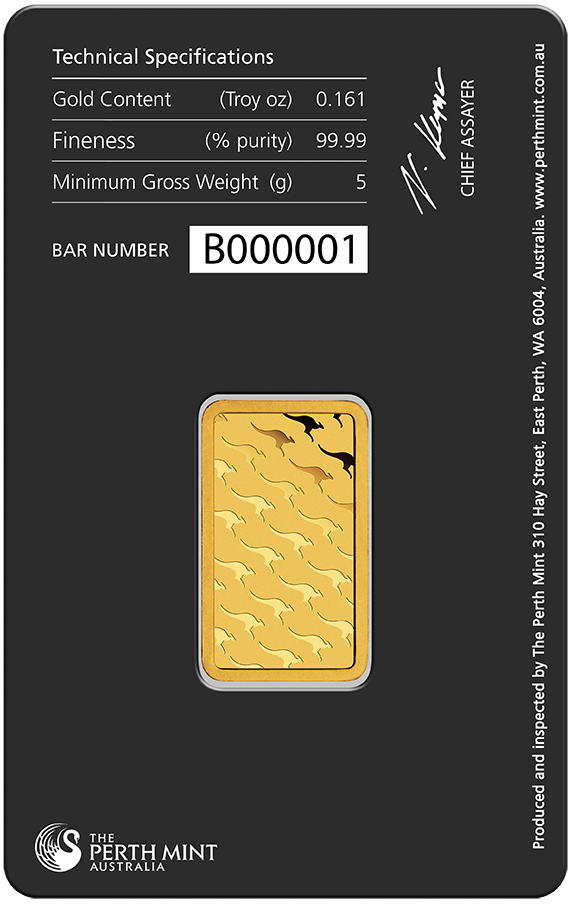 Technical Specifications
Gold Content (Troy oz) 0.161
Fineness (% purity) 99.99
Minimum Gross Weight (g) 5
BAR NUMBER B000001
CHIEF ASSAYER
Produced and inspected by The Perth Mint 310 Hay Street, East Perth, WA 6004, Australia. www.perthmint.com.au
THE
PERTH MINT
AUSTRALIA